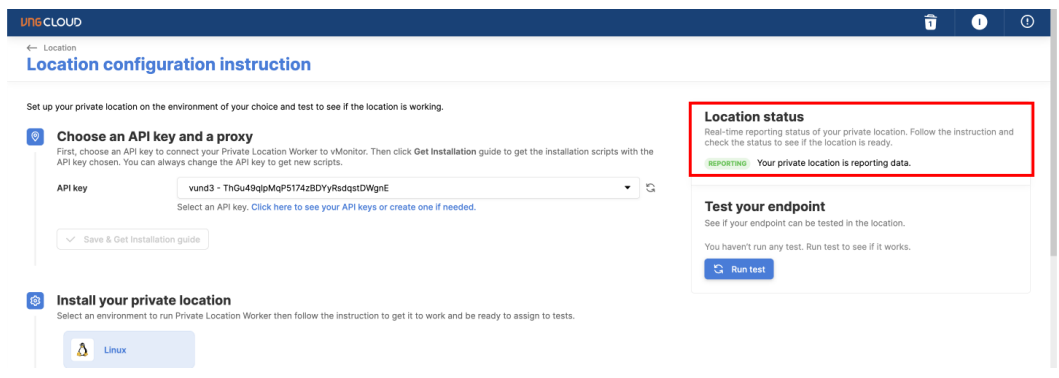 VNG CLOUD
1
I
← Location
Location configuration instruction
Set up your private location on the environment of your choice and test to see if the location is working.
Choose an API key and a proxy
First, choose an API key to connect your Private Location Worker to vMonitor. Then click Get Installation guide to get the installation scripts with the
API key chosen. You can always change the API key to get new scripts.
API key
vund3 - ThGu49qlpMqP5174zBDYyRsdqstDWgnE
Select an API key. Click here to see your API keys or create one if needed.
Save & Get Installation guide
Install your private location
Select an environment to run Private Location Worker then follow the instruction to get it to work and be ready to assign to tests.
Linux
Location status
Real-time reporting status of your private location. Follow the instruction and
check the status to see if the location is ready.
REPORTING Your private location is reporting data.
Test your endpoint
See if your endpoint can be tested in the location.
You haven't run any test. Run test to see if it works.
Run test